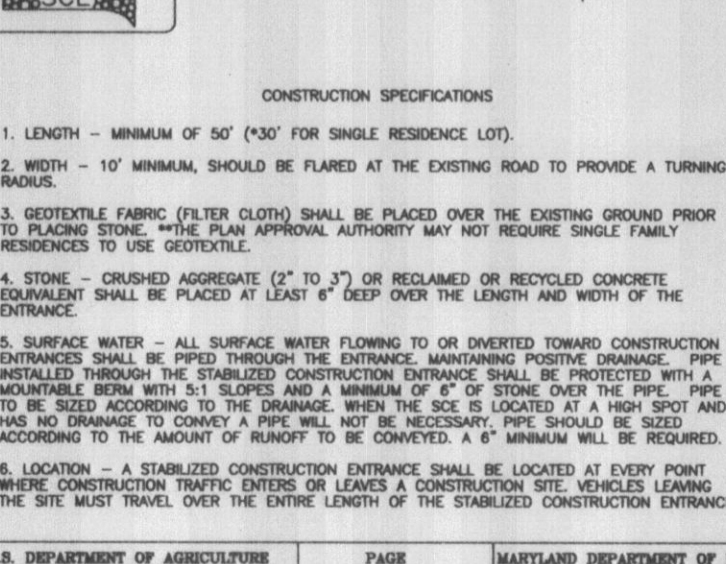 SCE
CONSTRUCTION SPECIFICATIONS
1. LENGTH – MINIMUM OF 50' (*30' FOR SINGLE RESIDENCE LOT).
2. WIDTH – 10' MINIMUM, SHOULD BE FLARED AT THE EXISTING ROAD TO PROVIDE A TURNING
RADIUS.
3. GEOTEXTILE FABRIC (FILTER CLOTH) SHALL BE PLACED OVER THE EXISTING GROUND PRIOR
TO PLACING STONE. **THE PLAN APPROVAL AUTHORITY MAY NOT REQUIRE SINGLE FAMILY
RESIDENCES TO USE GEOTEXTILE.
4. STONE – CRUSHED AGGREGATE (2" TO 3") OR RECLAIMED OR RECYCLED CONCRETE
EQUIVALENT SHALL BE PLACED AT LEAST 6" DEEP OVER THE LENGTH AND WIDTH OF THE
ENTRANCE.
5. SURFACE WATER – ALL SURFACE WATER FLOWING TO OR DIVERTED TOWARD CONSTRUCTION
ENTRANCES SHALL BE PIPED THROUGH THE ENTRANCE. MAINTAINING POSITIVE DRAINAGE. PIPE
INSTALLED THROUGH THE STABILIZED CONSTRUCTION ENTRANCE SHALL BE PROTECTED WITH A
MOUNTABLE BERM WITH 5:1 SLOPES AND A MINIMUM OF 6" OF STONE OVER THE PIPE. PIPE
TO BE SIZED ACCORDING TO THE DRAINAGE. WHEN THE SCE IS LOCATED AT A HIGH SPOT AND
HAS NO DRAINAGE TO CONVEY A PIPE WILL NOT BE NECESSARY. PIPE SHOULD BE SIZED
ACCORDING TO THE AMOUNT OF RUNOFF TO BE CONVEYED. A 6" MINIMUM WILL BE REQUIRED.
6. LOCATION – A STABILIZED CONSTRUCTION ENTRANCE SHALL BE LOCATED AT EVERY POINT
WHERE CONSTRUCTION TRAFFIC ENTERS OR LEAVES A CONSTRUCTION SITE. VEHICLES LEAVING
THE SITE MUST TRAVEL OVER THE ENTIRE LENGTH OF THE STABILIZED CONSTRUCTION ENTRANC
S. DEPARTMENT OF AGRICULTURE PAGE MARYLAND DEPARTMENT OF